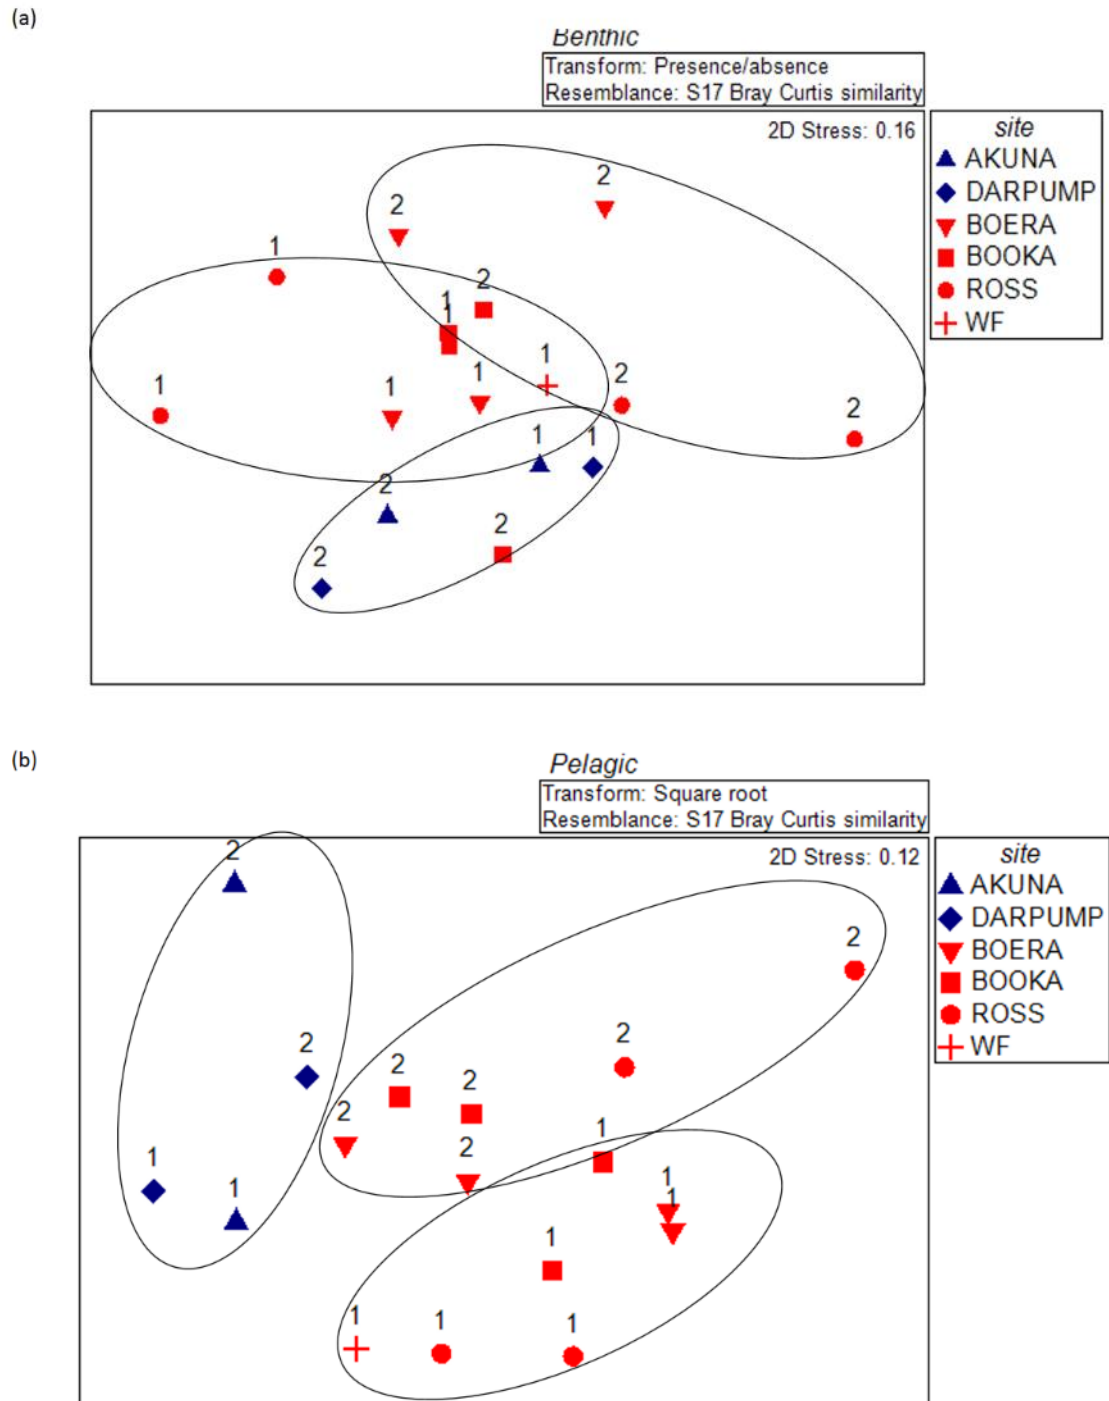 (a)
Benthic
Transform: Presence/absence
Resemblance: S17 Bray Curtis similarity
2D Stress: 0.16
site
AKUNA
DARPUMP
BOERA
BOOKA
ROSS
WF
2
2
1
2
1
1
1
1 1 1 2
2
1 1
2
2
2
(b)
Pelagic
Transform: Square root
Resemblance: S17 Bray Curtis similarity
2D Stress: 0.12
site
AKUNA
DARPUMP
BOERA
BOOKA
ROSS
WF
2
2
2
2
2 2
2 1
2
1
1
1
1
1
1 1 1